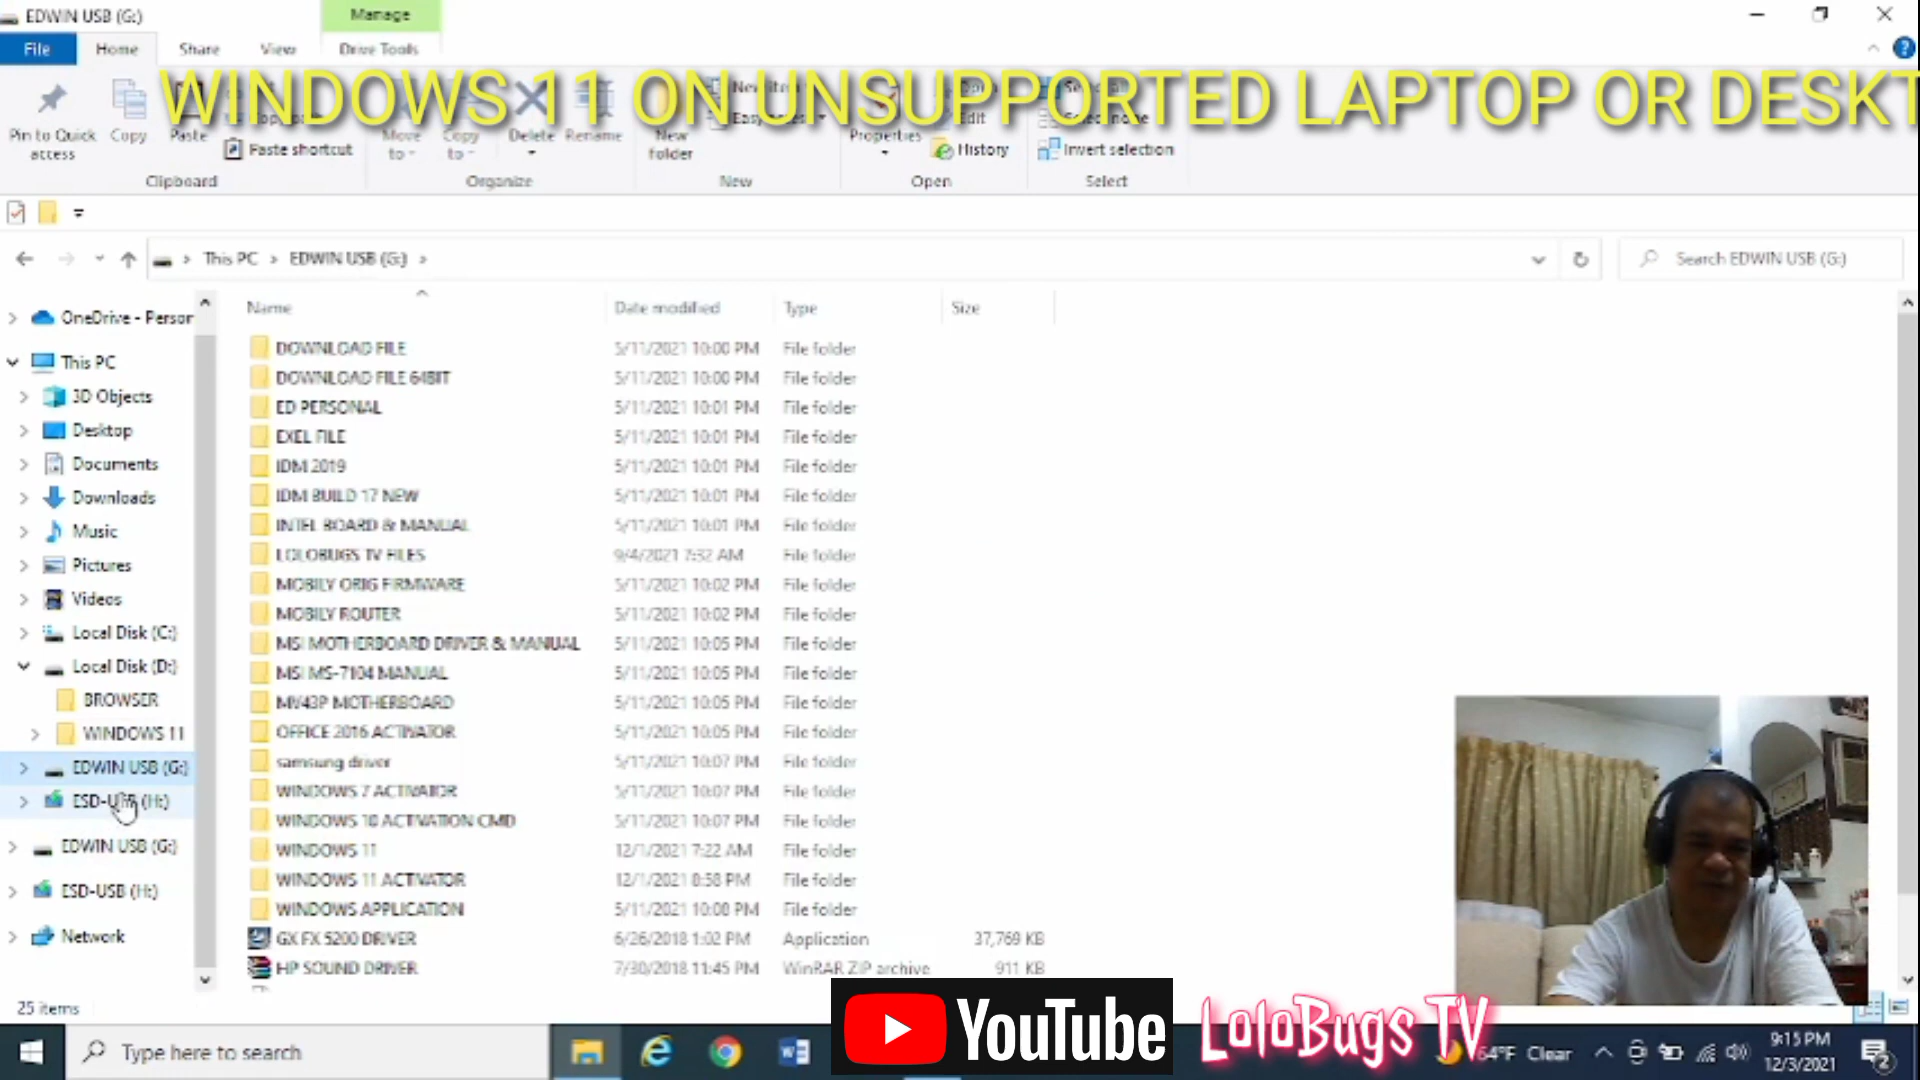 EDWIN USB (G:)
Manage
File
Home
Share
View
Drive Tools
WINDOWS 11 ON UNSUPPORTED LAPTOP OR DESKT
Pin to Quick
access
Copy
Paste
Paste shortcut
Move
to
Copy
to
Delete
Rename
New
folder
Properties
Edit
History
Invert selection
Clipboard
Organize
New
Open
Select
This PC > EDWIN USB (G:) >
Search EDWIN USB (G:)
Name
Date modified
Type
Size
OneDrive - Person
This PC
3D Objects
Desktop
Documents
Downloads
Music
Pictures
Videos
Local Disk (C:)
Local Disk (D:)
BROWSER
WINDOWS 11
EDWIN USB (G:)
ESD-USB (H:)
EDWIN USB (G:)
ESD-USB (H:)
Network
DOWNLOAD FILE 5/11/2021 10:00 PM File folder
DOWNLOAD FILE 64BIT 5/11/2021 10:00 PM File folder
ED PERSONAL 5/11/2021 10:01 PM File folder
EXEL FILE 5/11/2021 10:01 PM File folder
IDM 2019 5/11/2021 10:01 PM File folder
IDM BUILD 17 NEW 5/11/2021 10:01 PM File folder
INTEL BOARD & MANUAL 5/11/2021 10:01 PM File folder
LOLOBUGS TV FILES 9/4/2021 7:32 AM File folder
MOBILY ORIG FIRMWARE 5/11/2021 10:02 PM File folder
MOBILY ROUTER 5/11/2021 10:02 PM File folder
MSI MOTHERBOARD DRIVER & MANUAL 5/11/2021 10:05 PM File folder
MSI MS-7104 MANUAL 5/11/2021 10:05 PM File folder
MV43P MOTHERBOARD 5/11/2021 10:05 PM File folder
OFFICE 2016 ACTIVATOR 5/11/2021 10:05 PM File folder
samsung driver 5/11/2021 10:07 PM File folder
WINDOWS 7 ACTIVATOR 5/11/2021 10:07 PM File folder
WINDOWS 10 ACTIVATION CMD 5/11/2021 10:07 PM File folder
WINDOWS 11 12/1/2021 7:22 AM File folder
WINDOWS 11 ACTIVATOR 12/1/2021 8:58 PM File folder
WINDOWS APPLICATION 5/11/2021 10:08 PM File folder
GX FX 5200 DRIVER 6/26/2018 1:02 PM Application 37,769 KB
HP SOUND DRIVER 7/30/2018 11:45 PM WinRAR ZIP archive 911 KB
25 items
YouTube
LoloBugs TV
Type here to search
64°F Clear
9:15 PM
12/3/2021
2